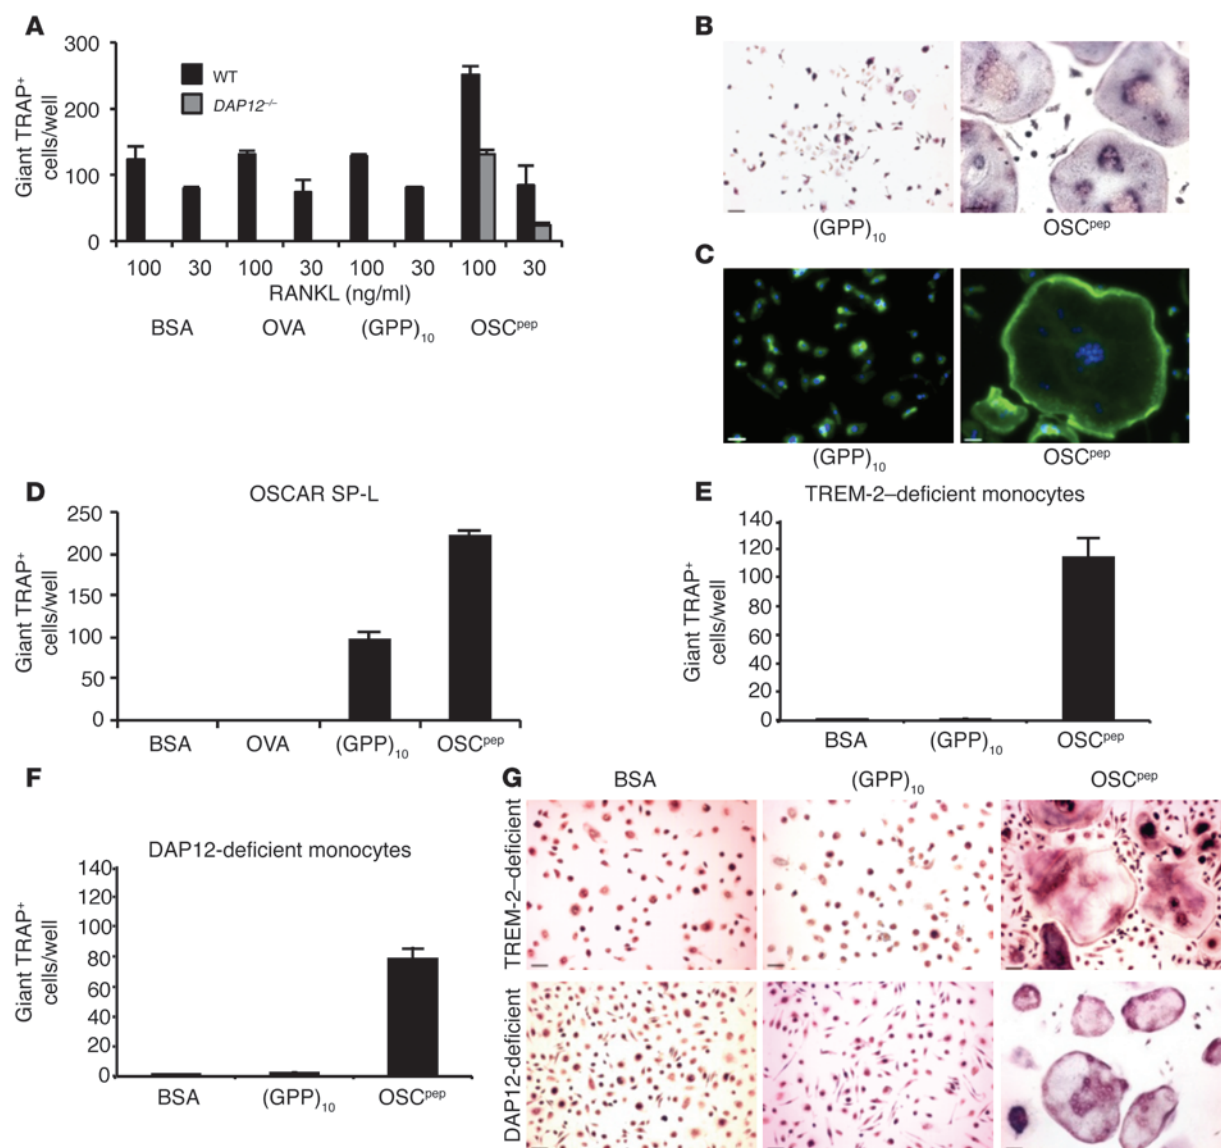 A
300
200
100
0
Giant TRAP+
cells/well
WT
DAP12–/–
100 30 100 30 100 30 100 30
RANKL (ng/ml)
BSA OVA (GPP)10 OSCpep
B
(GPP)10 OSCpep
C
(GPP)10 OSCpep
D
OSCAR SP-L
250
200
150
100
50
0
Giant TRAP+
cells/well
BSA OVA (GPP)10 OSCpep
E
TREM-2–deficient monocytes
140
120
100
80
60
40
20
0
Giant TRAP+
cells/well
BSA (GPP)10 OSCpep
F
DAP12-deficient monocytes
140
120
100
80
60
40
20
0
Giant TRAP+
cells/well
BSA (GPP)10 OSCpep
G
BSA (GPP)10 OSCpep
TREM-2–deficient
DAP12-deficient